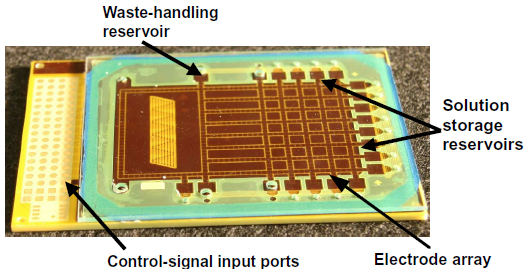 Waste-handling
reservoir
Solution
storage
reservoirs
Control-signal input ports
Electrode array